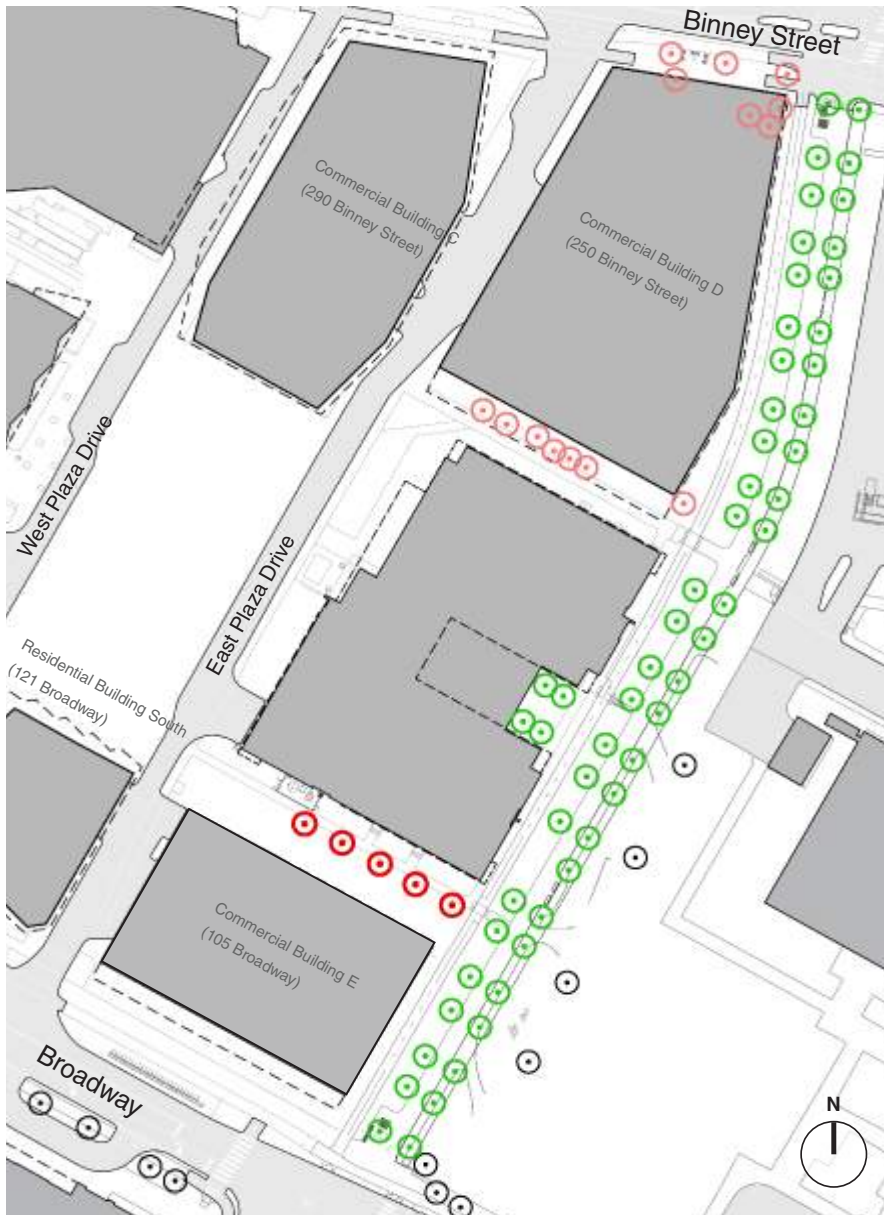 Binney Street
Commercial Building C
(290 Binney Street)
Commercial Building D
(250 Binney Street)
West Plaza Drive
East Plaza Drive
Residential Building South
(121 Broadway)
Commercial Building E
(105 Broadway)
Broadway
N